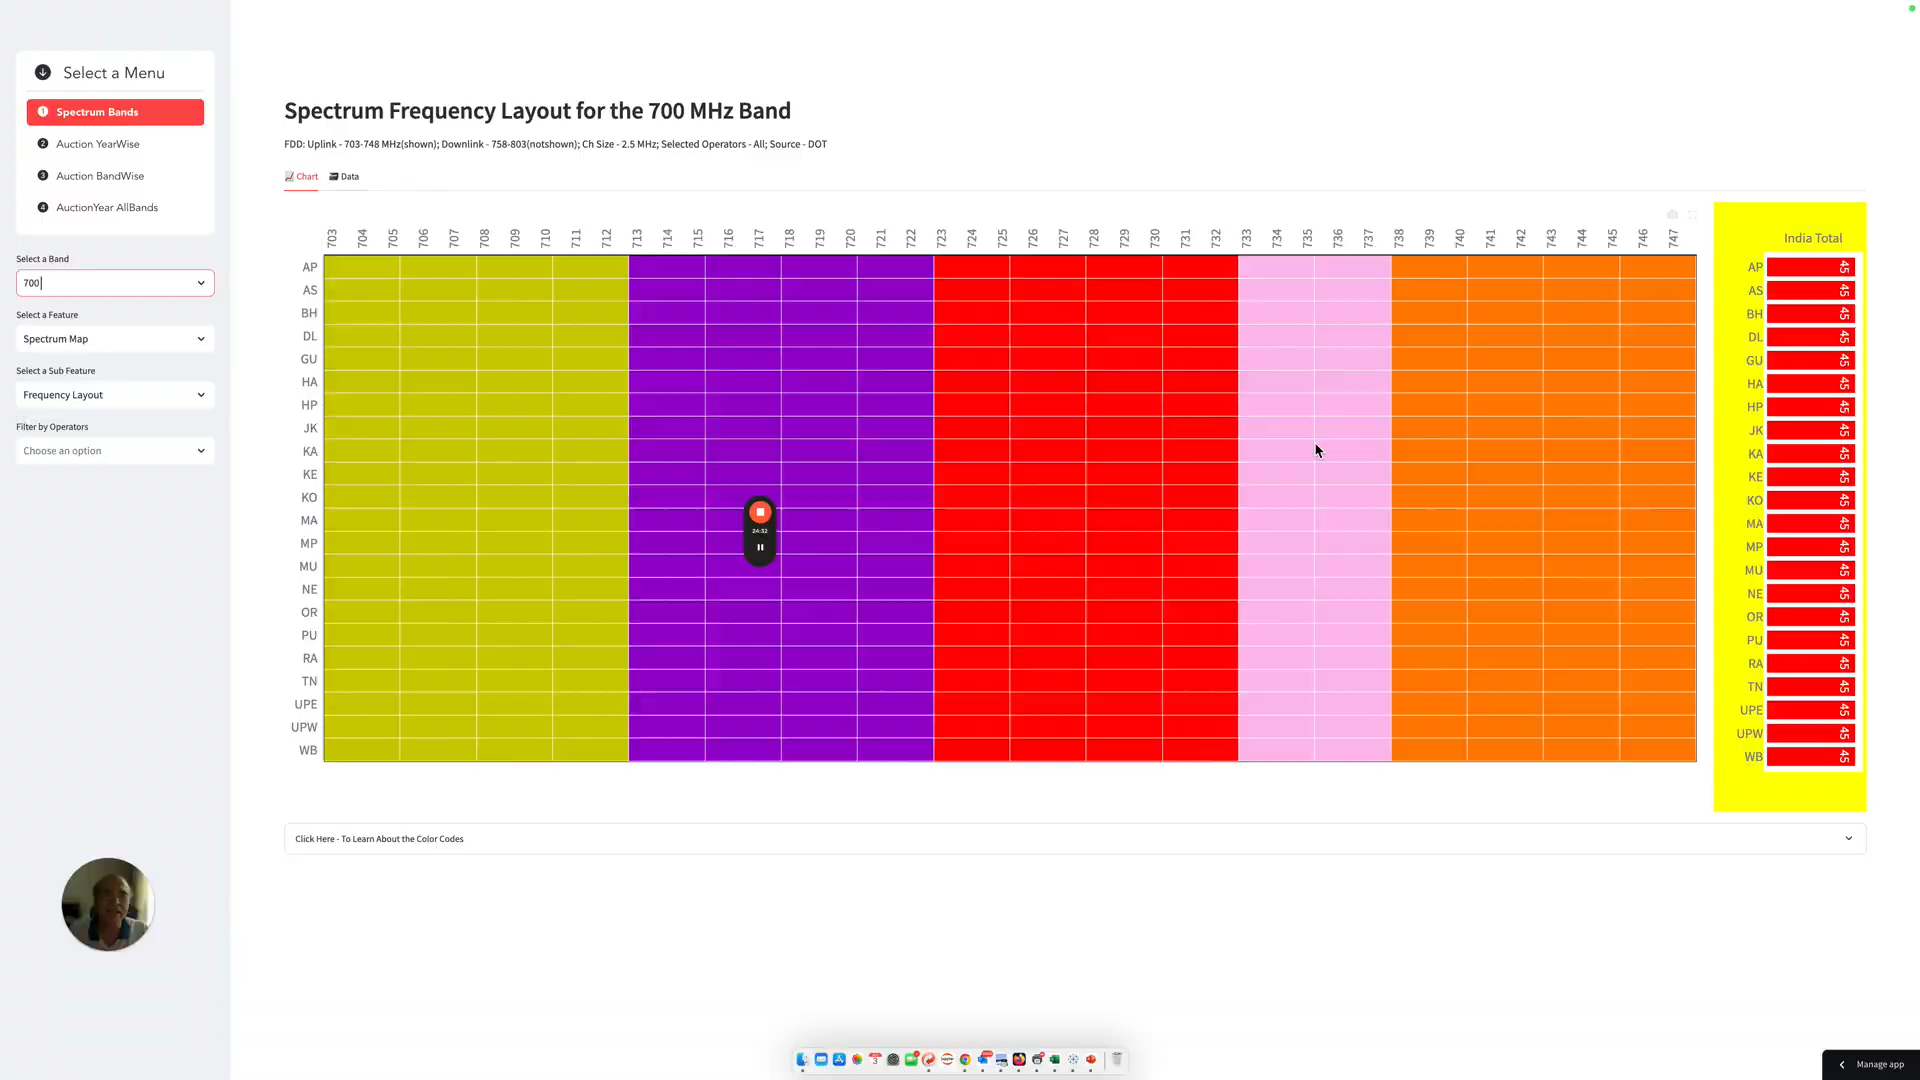 Select a Menu
1 Spectrum Bands
2 Auction YearWise
3 Auction BandWise
4 AuctionYear AllBands
Select a Band
700
Select a Feature
Spectrum Map
Select a Sub Feature
Frequency Layout
Filter by Operators
Choose an option
Spectrum Frequency Layout for the 700 MHz Band
FDD: Uplink - 703-748 MHz(shown); Downlink - 758-803(notshown); Ch Size - 2.5 MHz; Selected Operators - All; Source - DOT
Chart Data
703 704 705 706 707 708 709 710 711 712 713 714 715 716 717 718 719 720 721 722 723 724 725 726 727 728 729 730 731 732 733 734 735 736 737 738 739 740 741 742 743 744 745 746 747
AP
AS
BH
DL
GU
HA
HP
JK
KA
KE
KO
MA
MP
MU
NE
OR
PU
RA
TN
UPE
UPW
WB
24:32
India Total
AP 45
AS 45
BH 45
DL 45
GU 45
HA 45
HP 45
JK 45
KA 45
KE 45
KO 45
MA 45
MP 45
MU 45
NE 45
OR 45
PU 45
RA 45
TN 45
UPE 45
UPW 45
WB 45
Click Here - To Learn About the Color Codes
Manage app